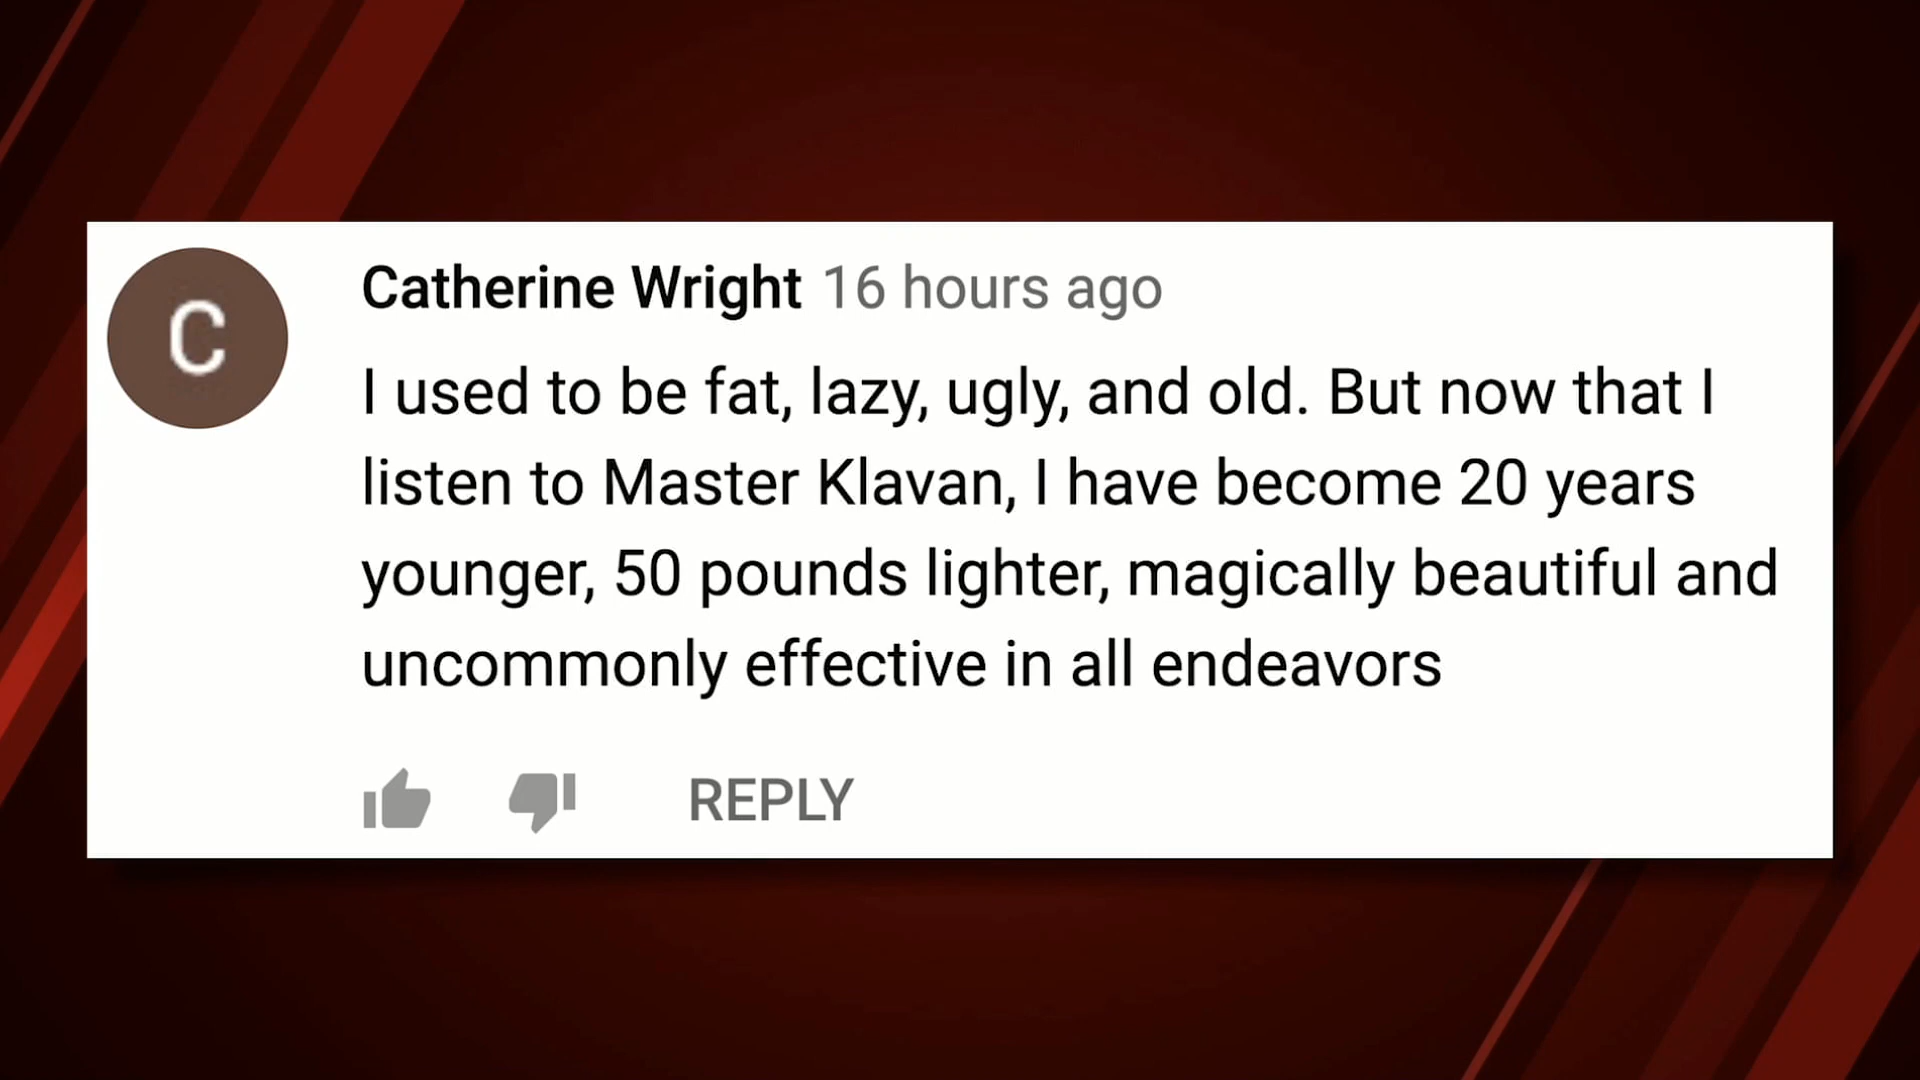 C
Catherine Wright 16 hours ago
I used to be fat, lazy, ugly, and old. But now that I
listen to Master Klavan, I have become 20 years
younger, 50 pounds lighter, magically beautiful and
uncommonly effective in all endeavors
REPLY